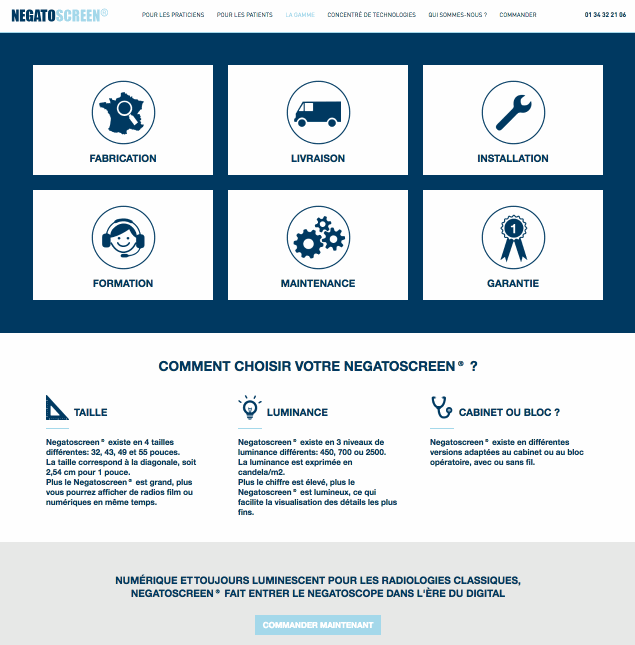 NEGATOSCREEN®
POUR LES PRATICIENS POUR LES PATIENTS LA GAMME CONCENTRÉ DE TECHNOLOGIES QUI SOMMES-NOUS ? COMMANDER 01 34 32 21 06
FABRICATION
LIVRAISON
INSTALLATION
FORMATION
MAINTENANCE
1
GARANTIE
COMMENT CHOISIR VOTRE NEGATOSCREEN® ?
TAILLE
Negatoscreen® existe en 4 tailles
différentes: 32, 43, 49 et 55 pouces.
La taille correspond à la diagonale, soit
2,54 cm pour 1 pouce.
Plus le Negatoscreen® est grand, plus
vous pourrez afficher de radios film ou
numériques en même temps.
LUMINANCE
Negatoscreen® existe en 3 niveaux de
luminance différents: 450, 700 ou 2500.
La luminance est exprimée en
candela/m2.
Plus le chiffre est élevé, plus le
Negatoscreen® est lumineux, ce qui
facilite la visualisation des détails les plus
fins.
CABINET OU BLOC ?
Negatoscreen® existe en différentes
versions adaptées au cabinet ou au bloc
opératoire, avec ou sans fil.
NUMÉRIQUE ET TOUJOURS LUMINESCENT POUR LES RADIOLOGIES CLASSIQUES,
NEGATOSCREEN® FAIT ENTRER LE NEGATOSCOPE DANS L'ÈRE DU DIGITAL
COMMANDER MAINTENANT